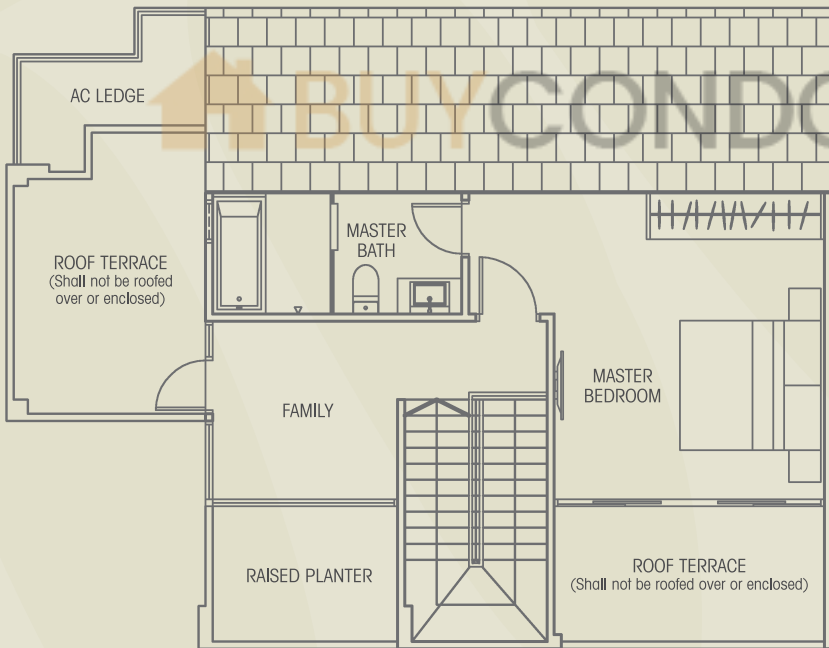 AC LEDGE
BUYCONDO
ROOF TERRACE
(Shall not be roofed
over or enclosed)
MASTER
BATH
FAMILY
MASTER
BEDROOM
RAISED PLANTER
ROOF TERRACE
(Shall not be roofed over or enclosed)